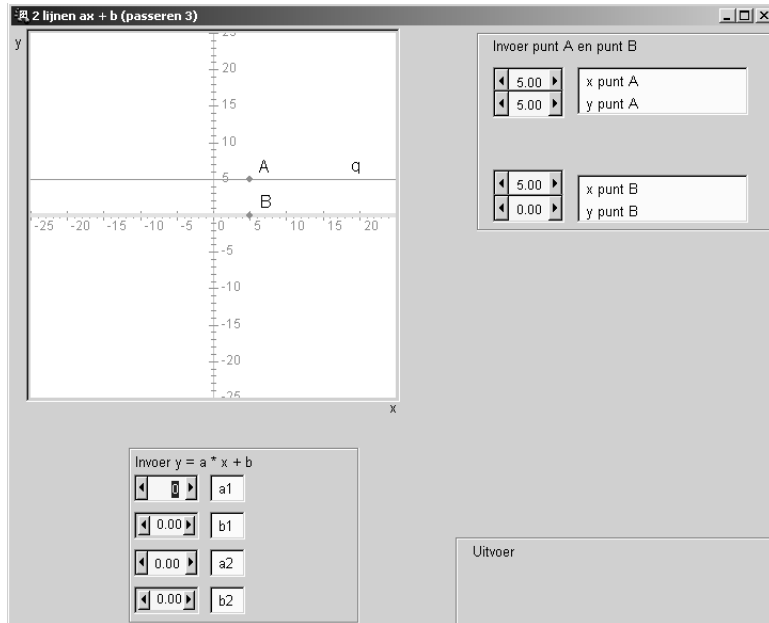 2 lijnen ax + b (passeren 3)
y
25
20
15
10
5
-25 -20 -15 -10 -5 0 5 10 15 20
-5
-10
-15
-20
-25
A
q
B
x
Invoer punt A en punt B
5.00 x punt A
5.00 y punt A
5.00 x punt B
0.00 y punt B
Invoer y = a * x + b
0 a1
0.00 b1
0.00 a2
0.00 b2
Uitvoer